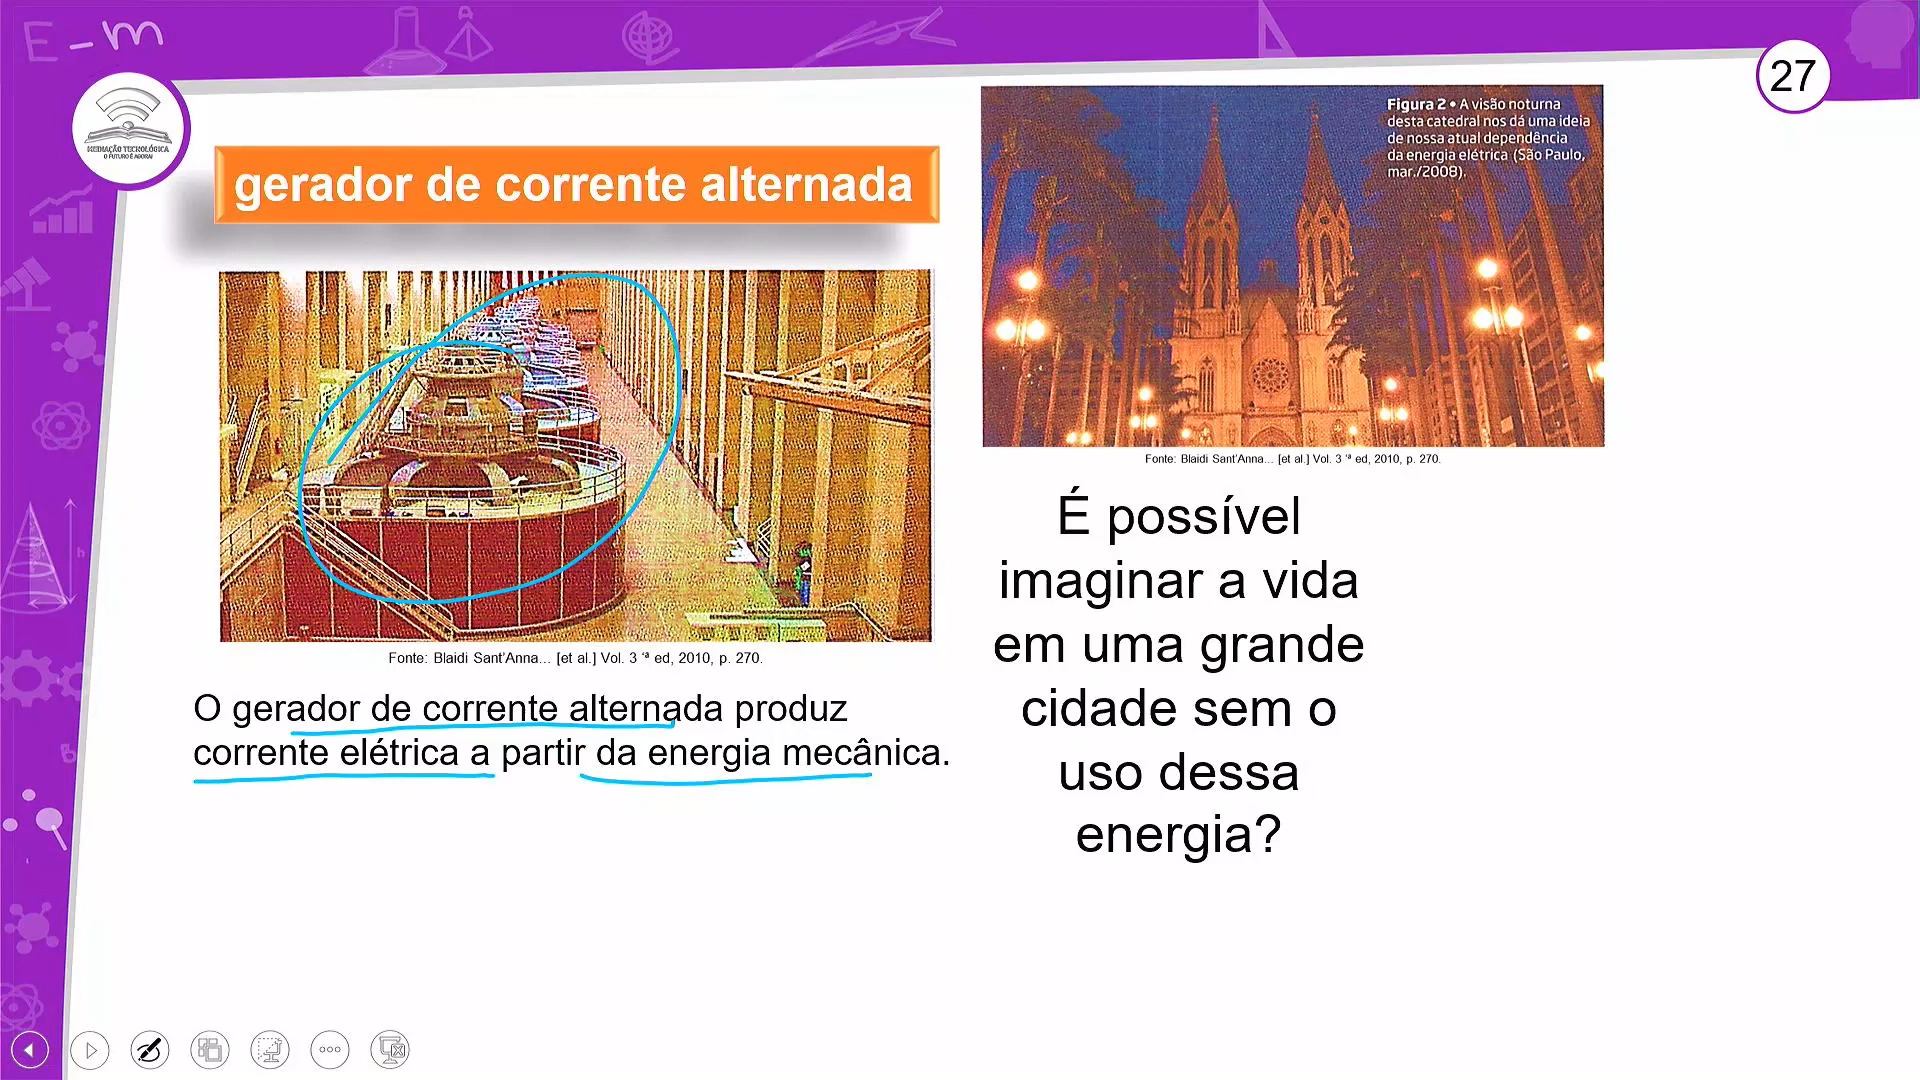 E-m
27
MEDIAÇÃO TECNOLÓGICA
O FUTURO É AGORA!
gerador de corrente alternada
Figura 2 • A visão noturna
desta catedral nos dá uma ideia
de nossa atual dependência
da energia elétrica (São Paulo,
mar./2008).
Fonte: Blaidi Sant'Anna... [et al.] Vol. 3 ʻª ed, 2010, p. 270.
Fonte: Blaidi Sant'Anna... [et al.] Vol. 3 ʻª ed, 2010, p. 270.
O gerador de corrente alternada produz
corrente elétrica a partir da energia mecânica.
É possível
imaginar a vida
em uma grande
cidade sem o
uso dessa
energia?